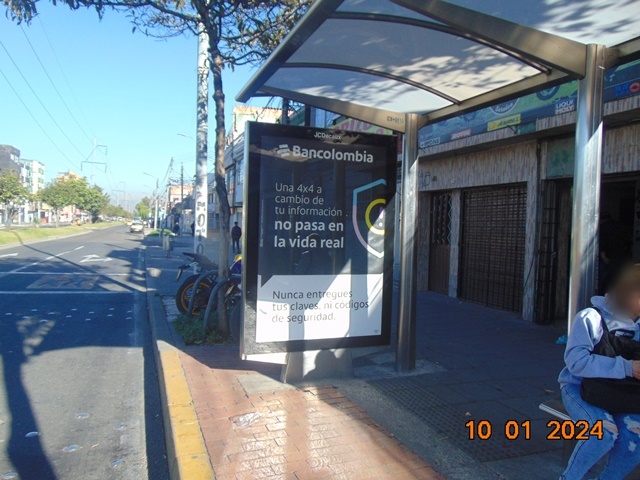 JCDecaux
Bancolombia
Una 4x4 a
cambio de
tu información
no pasa en
la vida real
Nunca entregues
tus claves, ni códigos
de seguridad.
10 01 2024